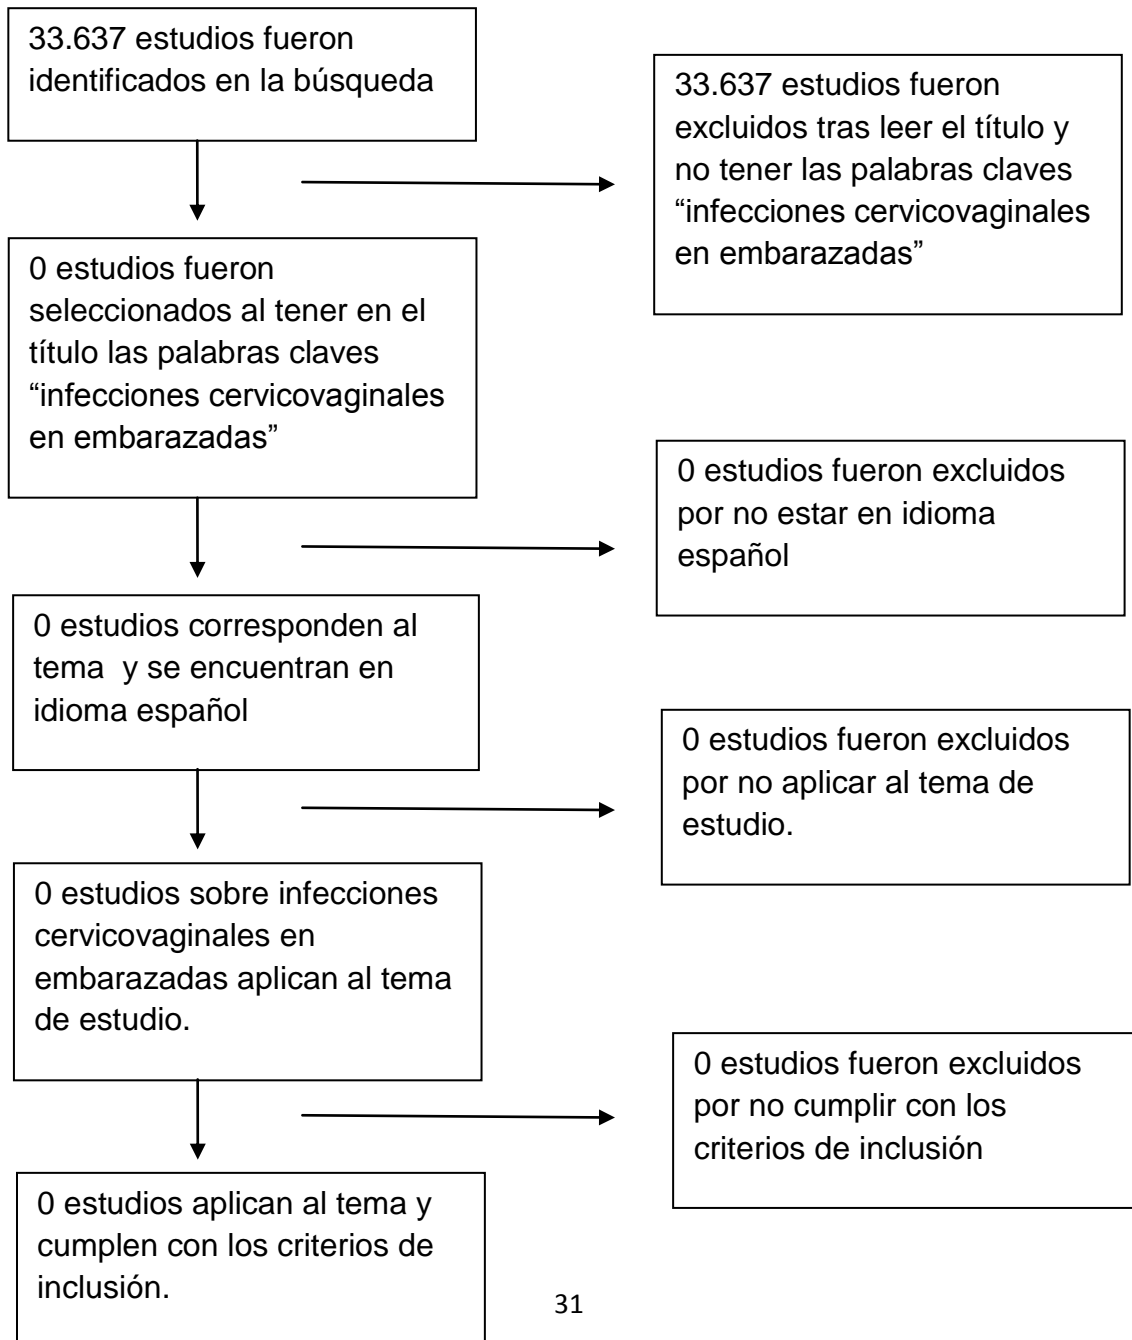 33.637 estudios fueron
identificados en la búsqueda
33.637 estudios fueron
excluidos tras leer el título y
no tener las palabras claves
“infecciones cervicovaginales
en embarazadas”
0 estudios fueron
seleccionados al tener en el
título las palabras claves
“infecciones cervicovaginales
en embarazadas”
0 estudios fueron excluidos
por no estar en idioma
español
0 estudios corresponden al
tema y se encuentran en
idioma español
0 estudios fueron excluidos
por no aplicar al tema de
estudio.
0 estudios sobre infecciones
cervicovaginales en
embarazadas aplican al tema
de estudio.
0 estudios fueron excluidos
por no cumplir con los
criterios de inclusión
0 estudios aplican al tema y
cumplen con los criterios de
inclusión.
31